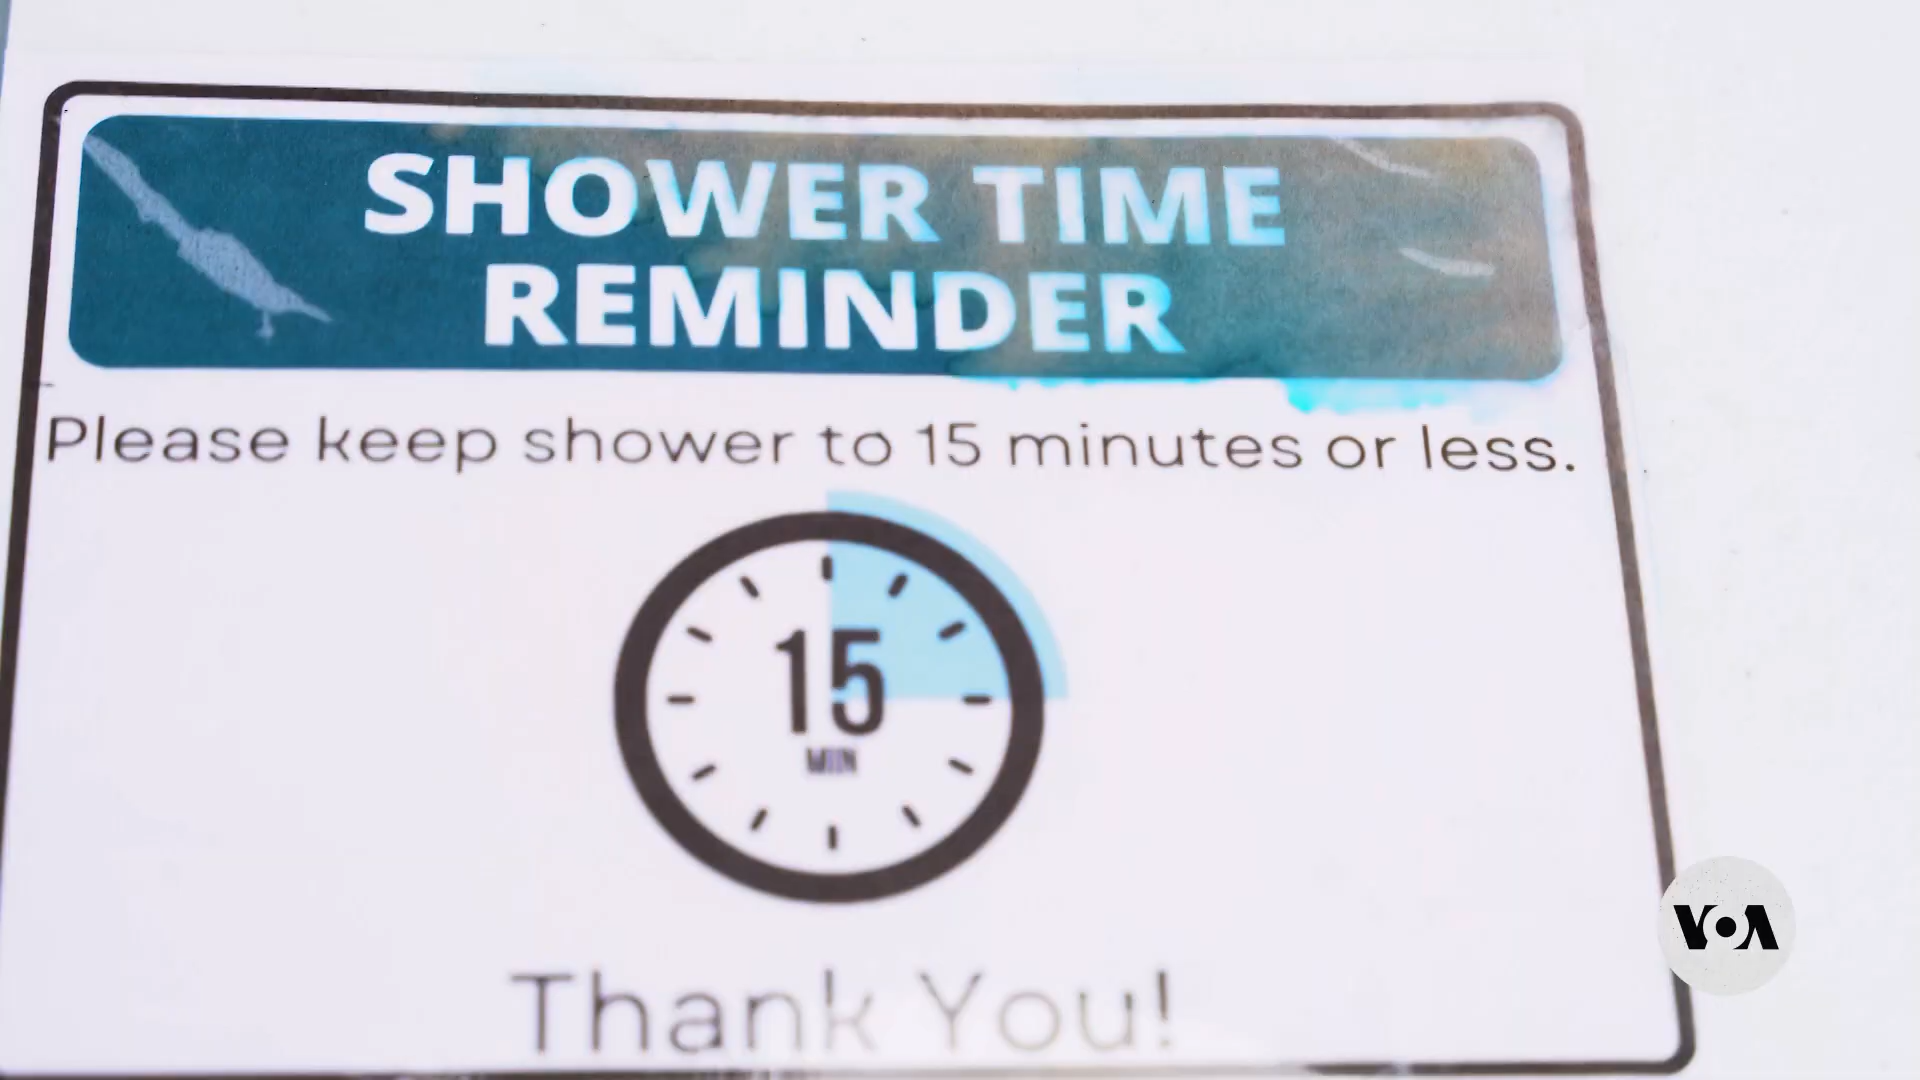 SHOWER TIME
REMINDER
Please keep shower to 15 minutes or less.
15
MIN
Thank You!
VOA